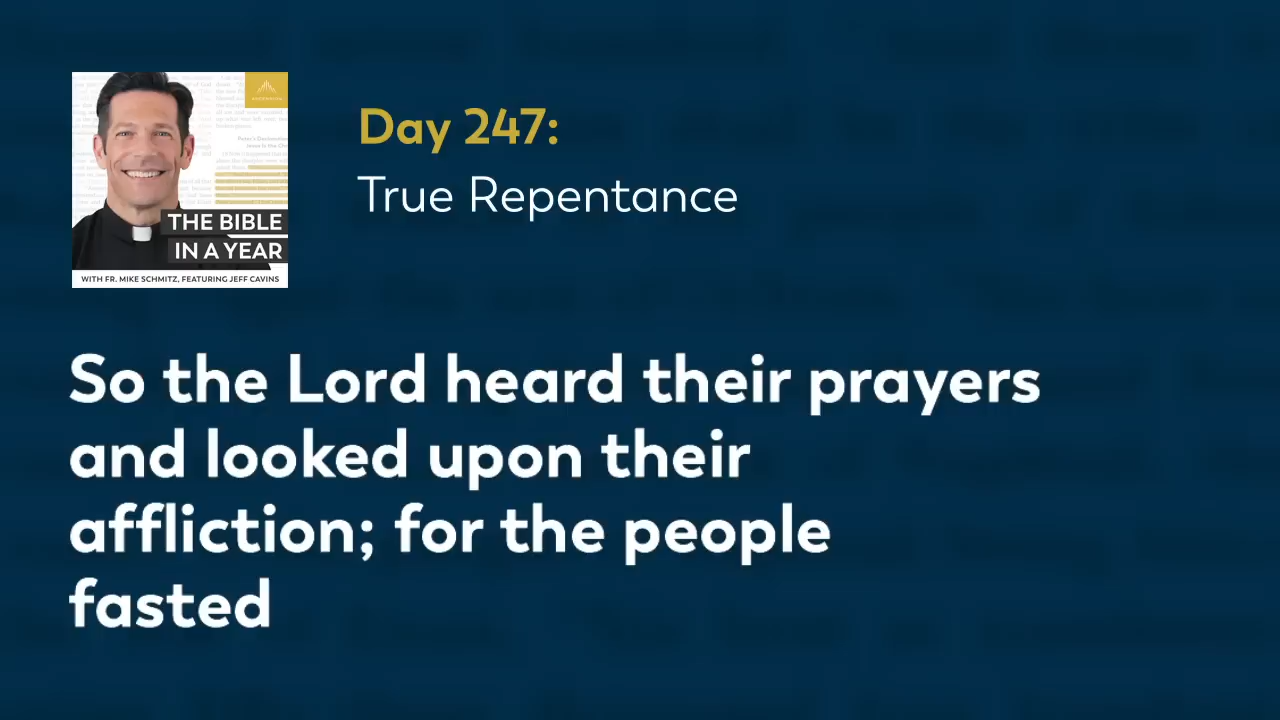 Day 247:
True Repentance
THE BIBLE
IN A YEAR
WITH FR. MIKE SCHMITZ, FEATURING JEFF CAVINS
So the Lord heard their prayers
and looked upon their
affliction; for the people
fasted